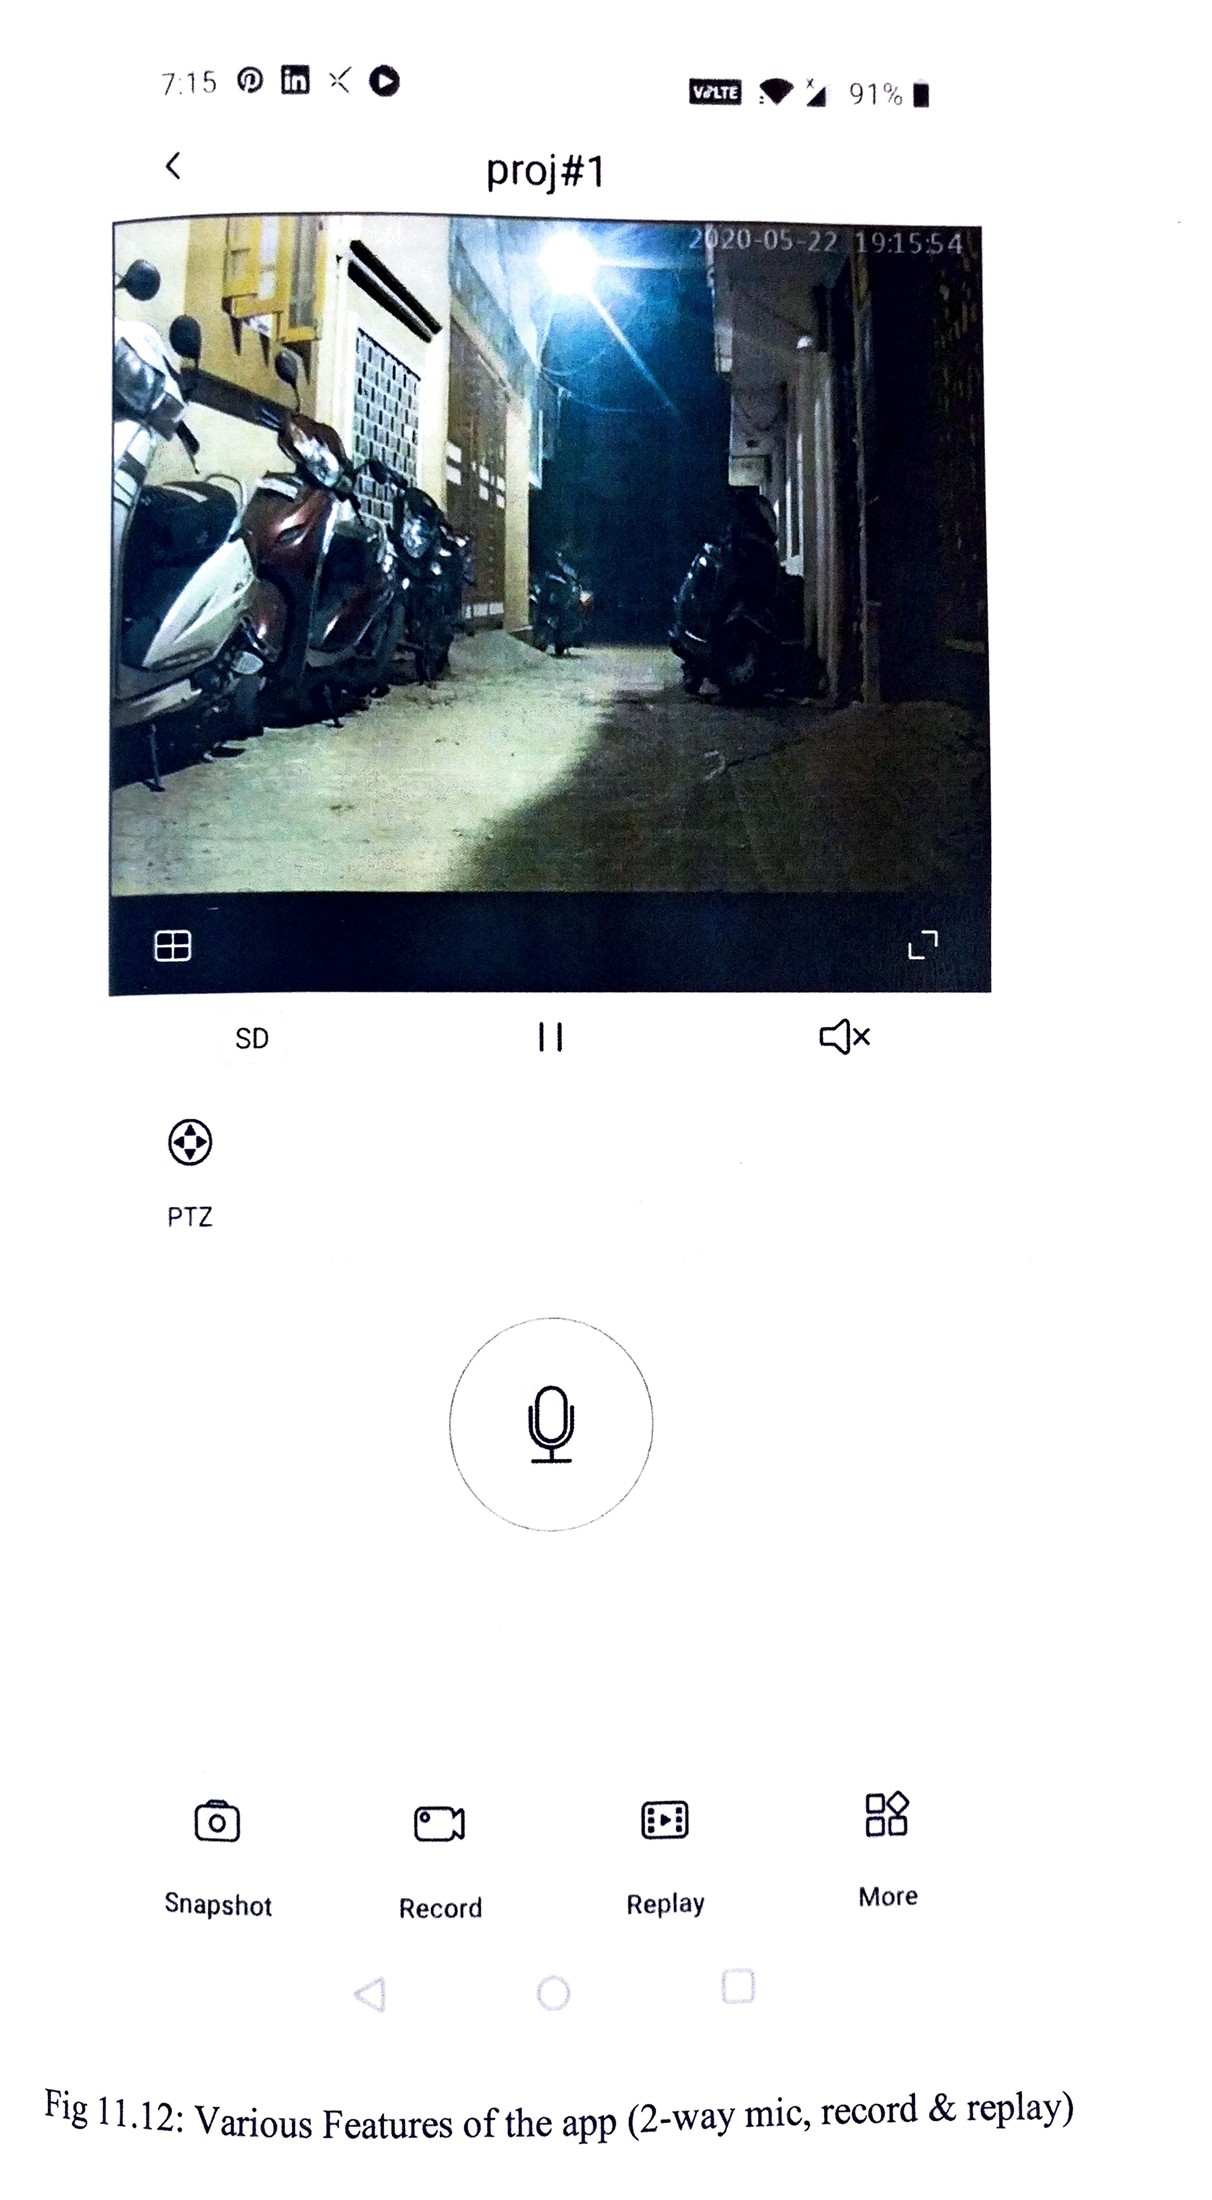 7:15 in VoLTE 91%
proj#1
2020-05-22 19:15:54
SD
PTZ
Snapshot Record Replay More
Fig 11.12: Various Features of the app (2-way mic, record & replay)